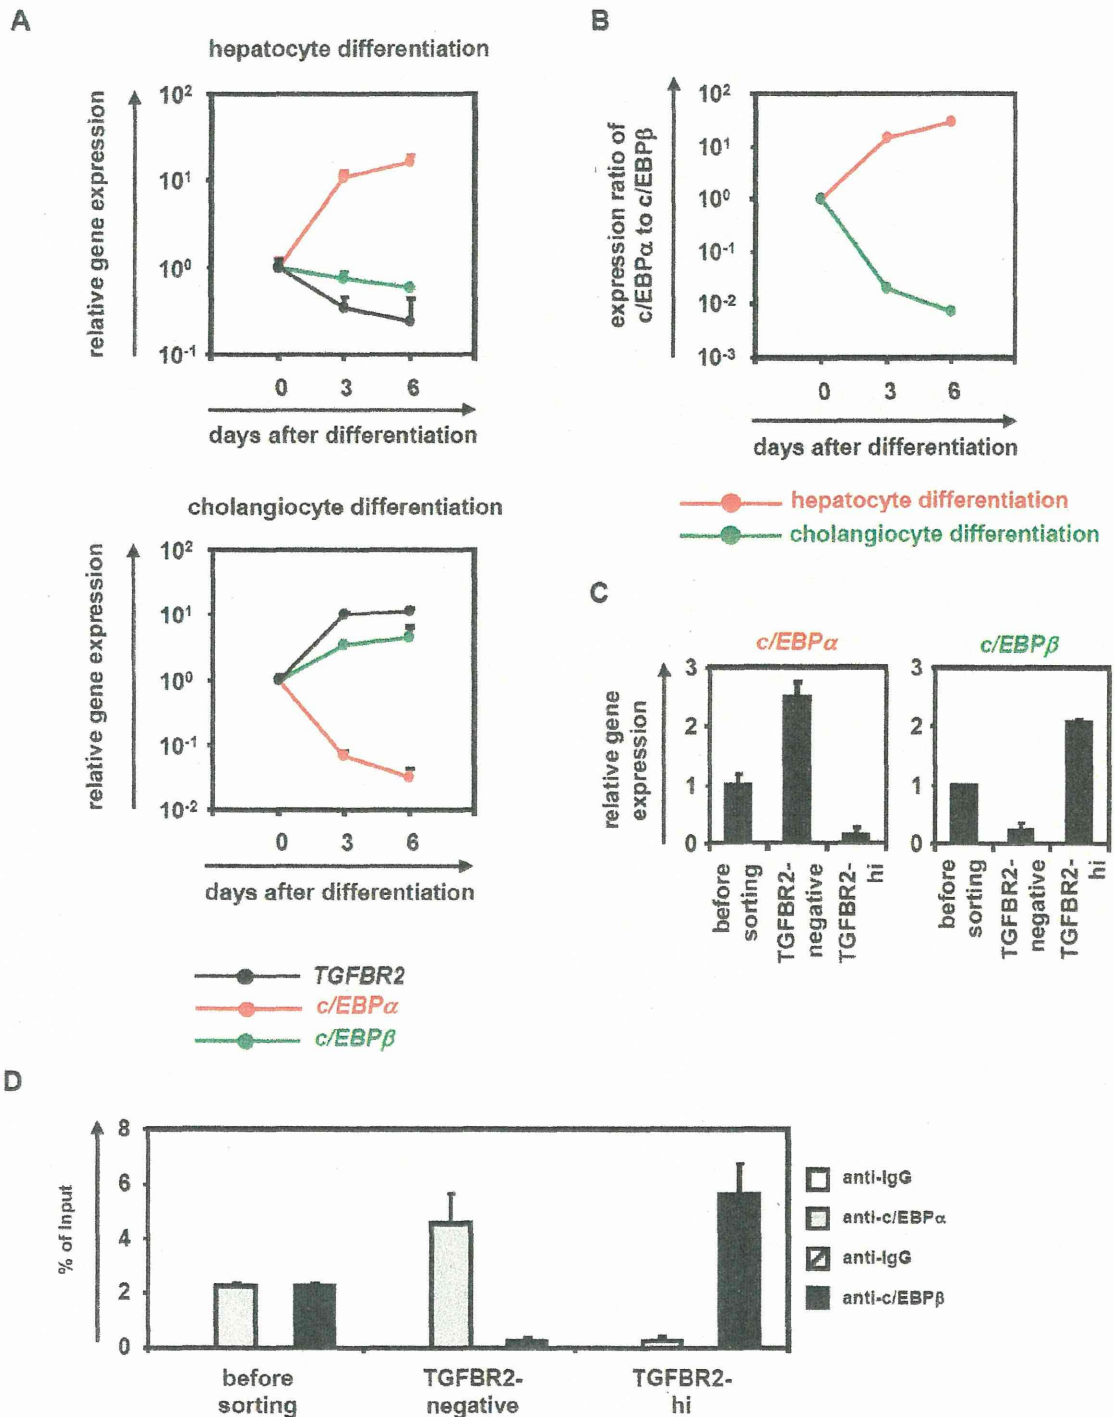 A
hepatocyte differentiation
relative gene expression
10²
10¹
10⁰
10⁻¹
0 3 6
days after differentiation
cholangiocyte differentiation
relative gene expression
10²
10¹
10⁰
10⁻¹
10⁻²
0 3 6
days after differentiation
TGFBR2
c/EBPα
c/EBPβ
B
expression ratio of
c/EBPα to c/EBPβ
10²
10¹
10⁰
10⁻¹
10⁻²
10⁻³
0 3 6
days after differentiation
hepatocyte differentiation
cholangiocyte differentiation
C
relative gene
expression
c/EBPα
3
2
1
0
before
sorting
TGFBR2-
negative
TGFBR2-
hi
c/EBPβ
3
2
1
0
before
sorting
TGFBR2-
negative
TGFBR2-
hi
D
% of Input
8
6
4
2
0
before
sorting
TGFBR2-
negative
TGFBR2-
hi
anti-IgG
anti-c/EBPα
anti-IgG
anti-c/EBPβ